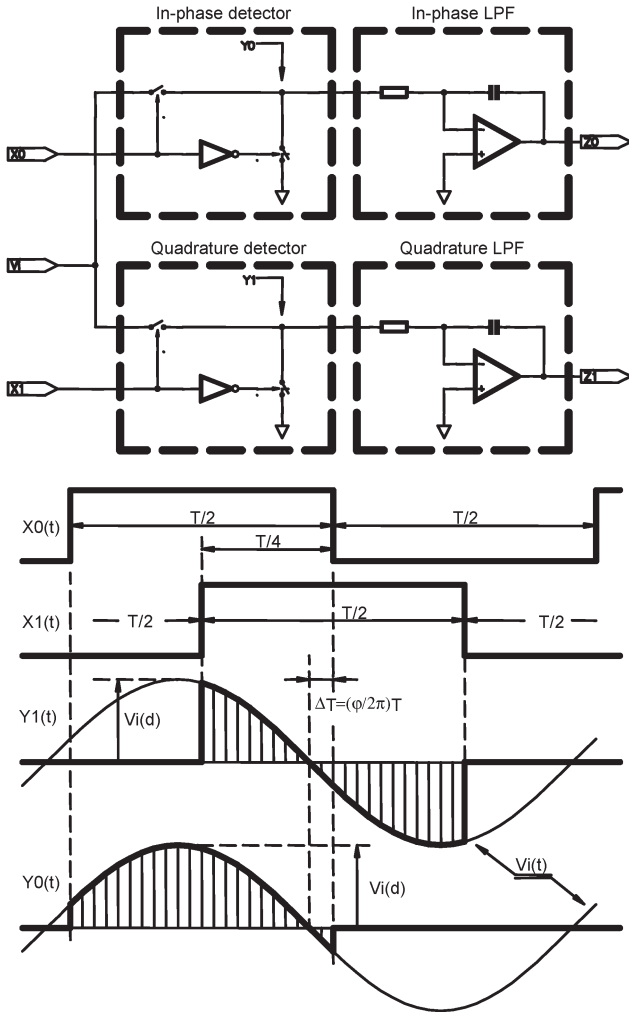 In-phase detector
In-phase LPF
Y0
X0
Z0
Vi
Quadrature detector
Quadrature LPF
Y1
X1
Z1
X0(t)
T/2
T/2
T/4
X1(t)
T/2
T/2
T/2
ΔT=(φ/2π)T
Y1(t)
Vi(d)
Y0(t)
Vi(d)
Vi(t)